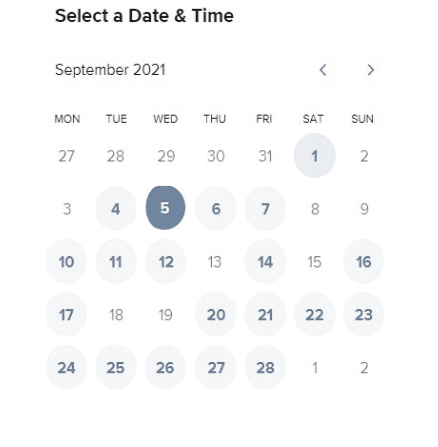 Select a Date & Time
September 2021
MON TUE WED THU FRI SAT SUN
27 28 29 30 31 1 2
3 4 5 6 7 8 9
10 11 12 13 14 15 16
17 18 19 20 21 22 23
24 25 26 27 28 1 2